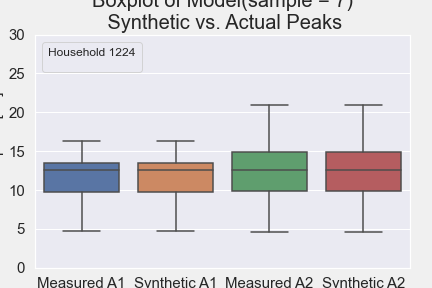 Boxplot of Model(sample = 7)
Synthetic vs. Actual Peaks
30
Household 1224
25
20
15
10
5
0
Measured A1 Synthetic A1 Measured A2 Synthetic A2